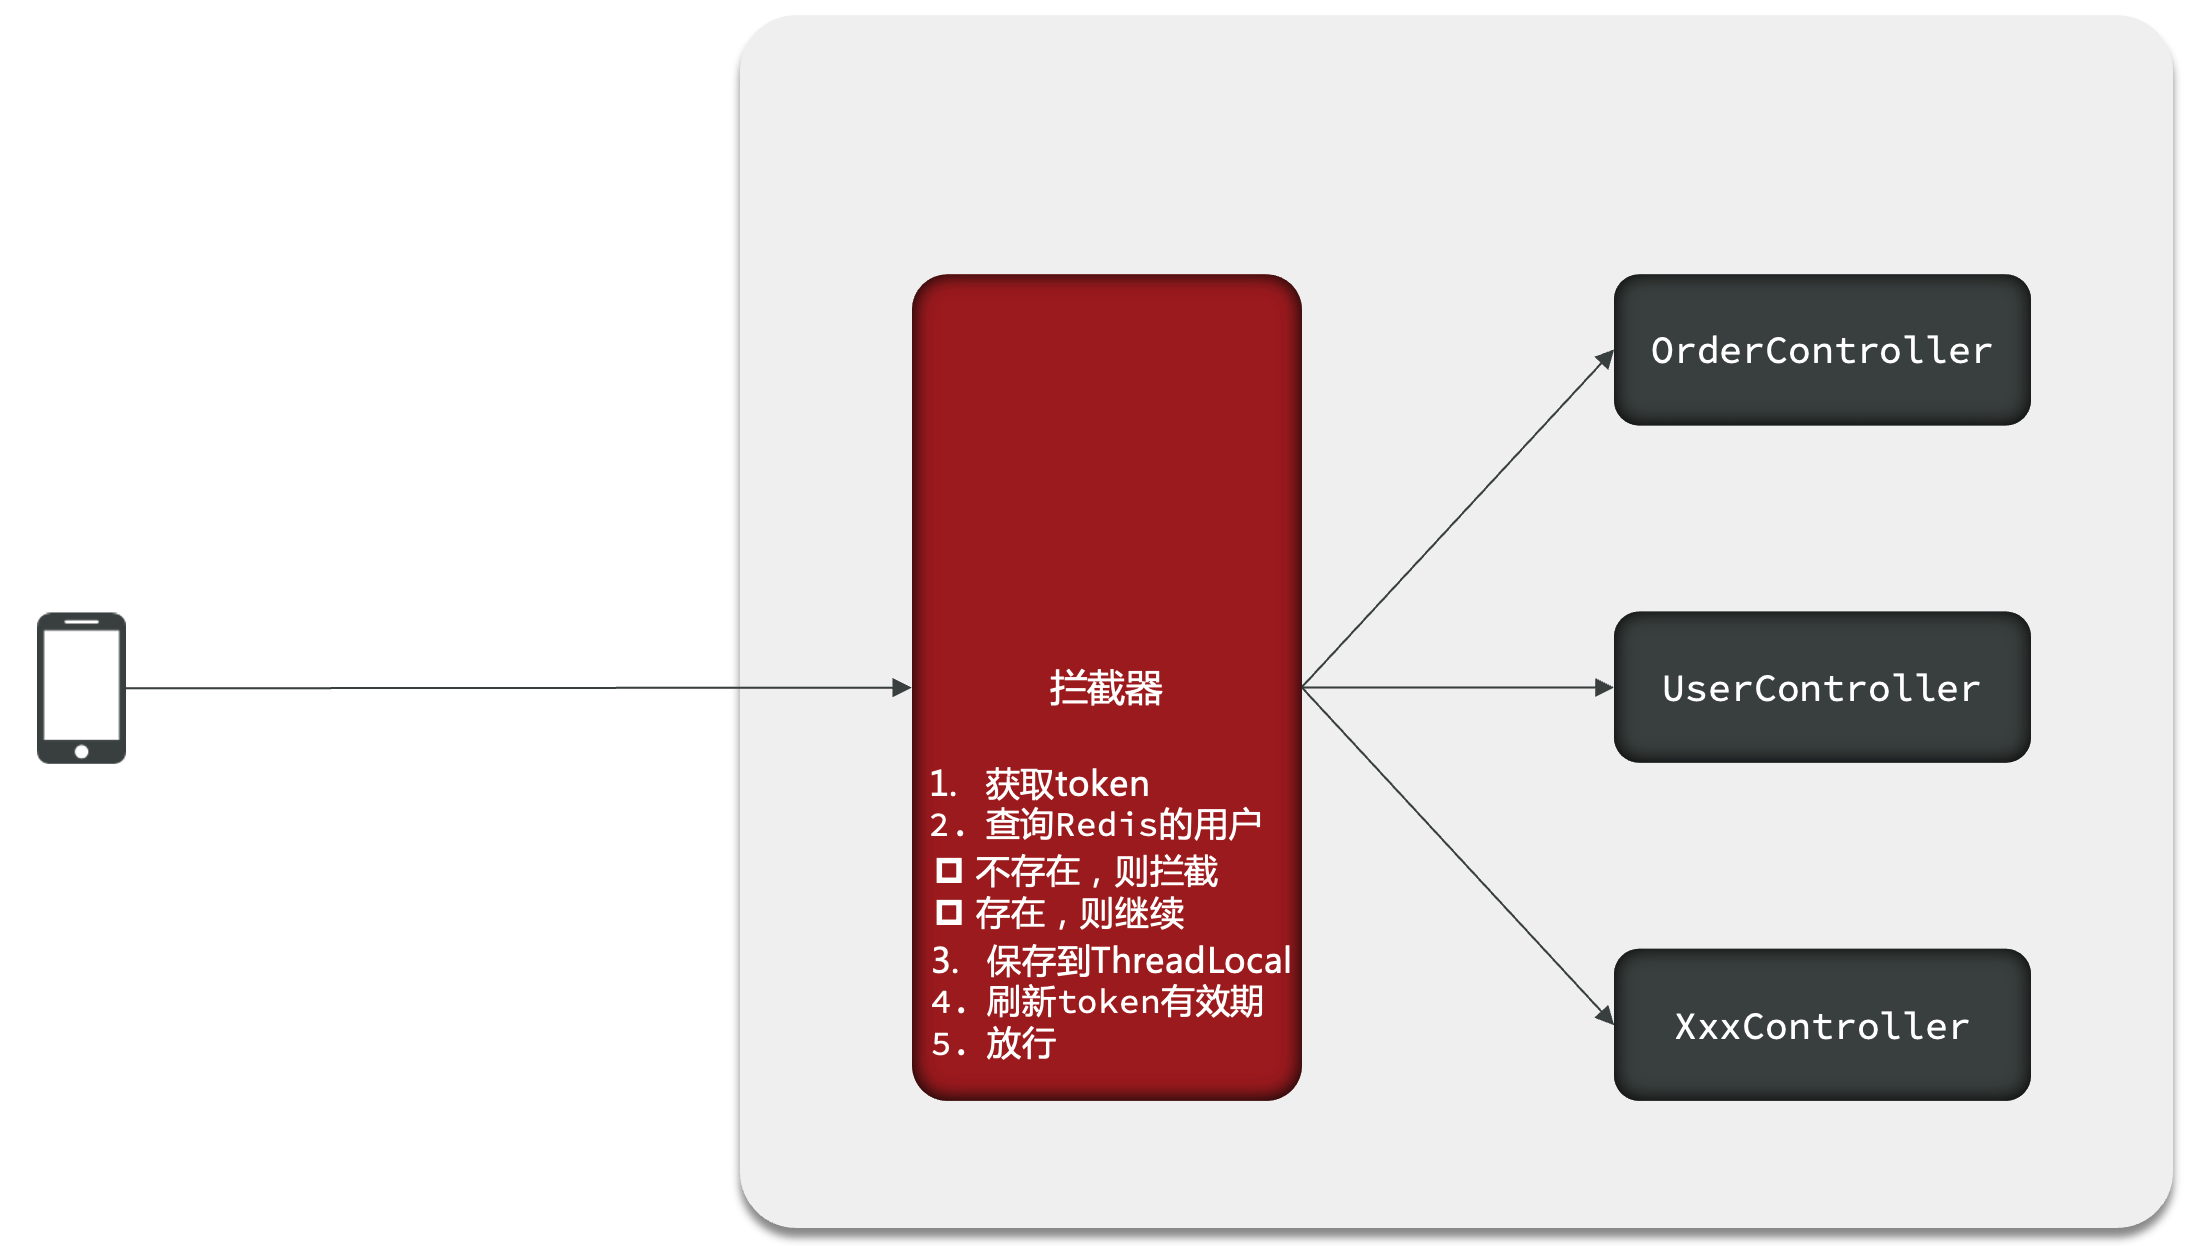 拦截器
1. 获取token
2. 查询Redis的用户
不存在，则拦截
存在，则继续
3. 保存到ThreadLocal
4. 刷新token有效期
5. 放行
OrderController
UserController
XxxController